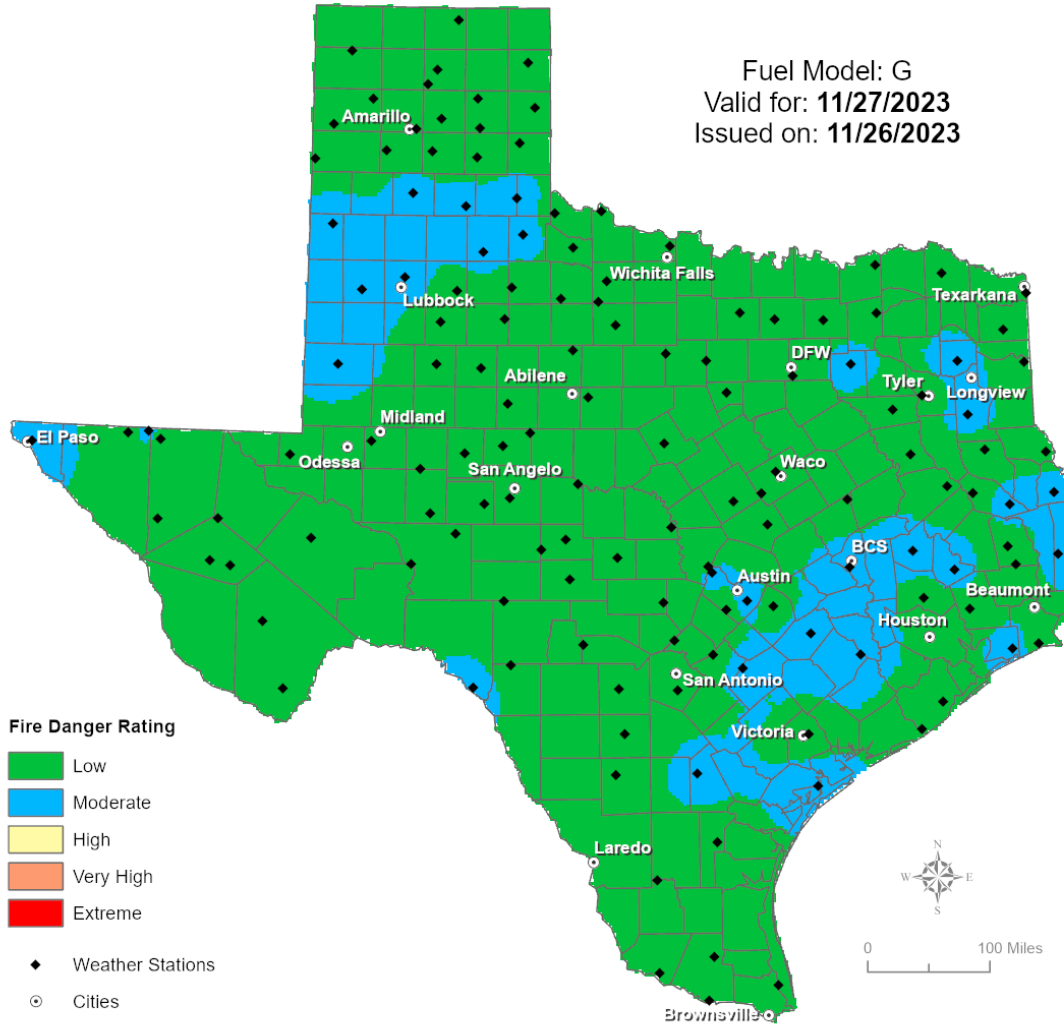 Fuel Model: G
Valid for: 11/27/2023
Issued on: 11/26/2023
Amarillo
Wichita Falls
Lubbock
Texarkana
DFW
Abilene
Tyler
Longview
Midland
El Paso
Odessa
San Angelo
Waco
BCS
Austin
Beaumont
Houston
San Antonio
Victoria
Laredo
Brownsville
Fire Danger Rating
Low
Moderate
High
Very High
Extreme
Weather Stations
Cities
N
W E
S
0 100 Miles